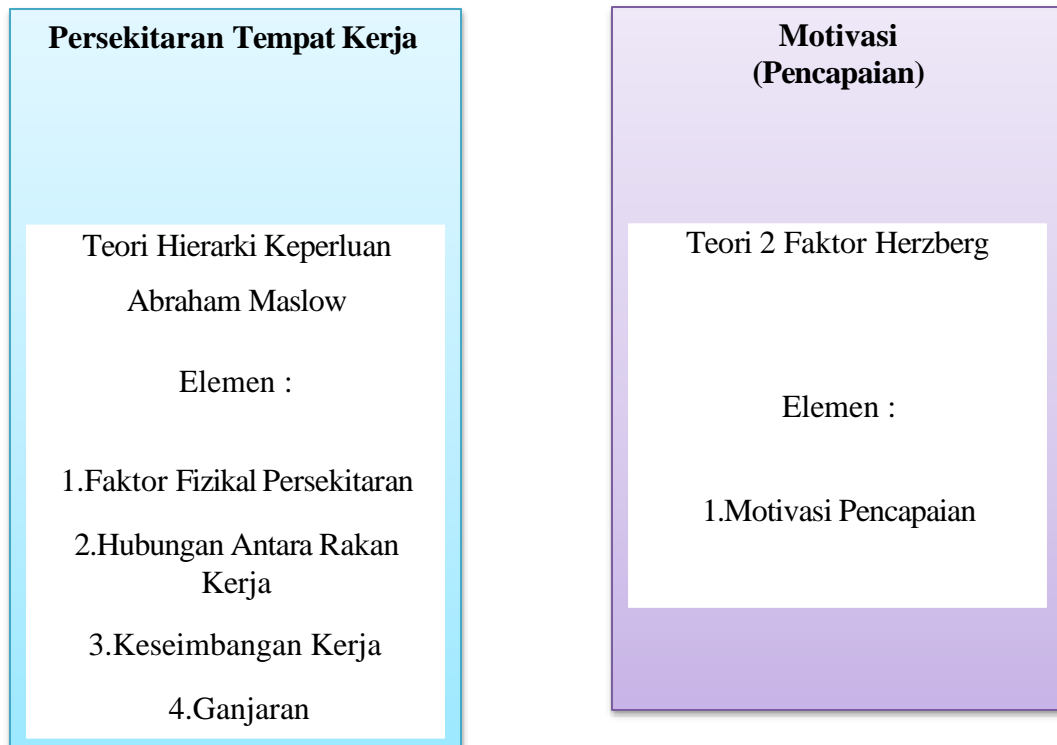 Persekitaran Tempat Kerja
Teori Hierarki Keperluan
Abraham Maslow
Elemen :
1.Faktor Fizikal Persekitaran
2.Hubungan Antara Rakan
Kerja
3.Keseimbangan Kerja
4.Ganjaran
Motivasi
(Pencapaian)
Teori 2 Faktor Herzberg
Elemen :
1.Motivasi Pencapaian